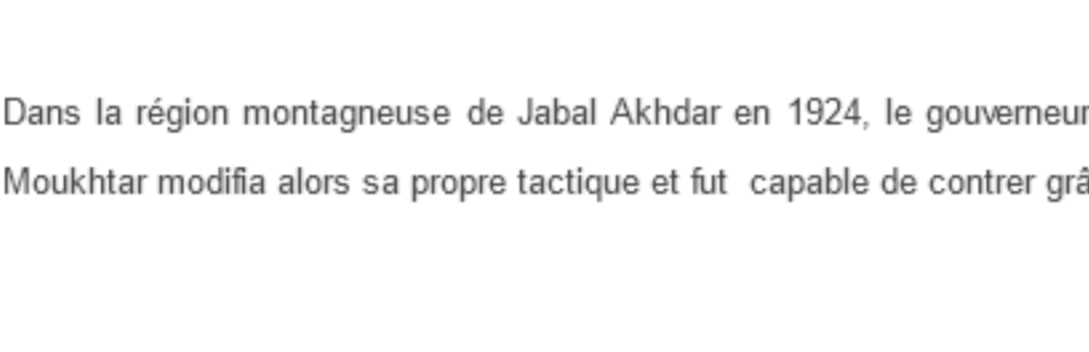 Dans la région montagneuse de Jabal Akhdar en 1924, le gouverneur
Moukhtar modifia alors sa propre tactique et fut capable de contrer grâ